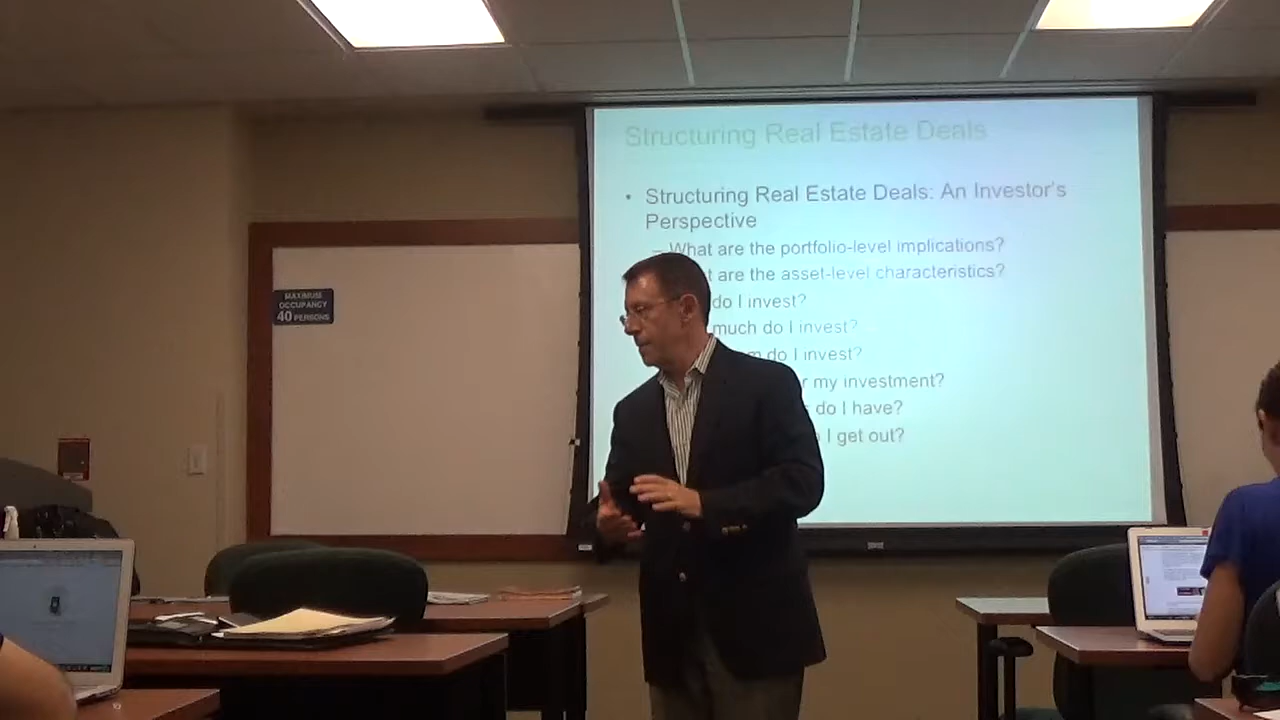 Structuring Real Estate Deals
• Structuring Real Estate Deals: An Investor's
Perspective
– What are the portfolio-level implications?
t are the asset-level characteristics?
do I invest?
much do I invest?
m do I invest?
r my investment?
s do I have?
I get out?
MAXIMUM
OCCUPANCY
40 PERSONS